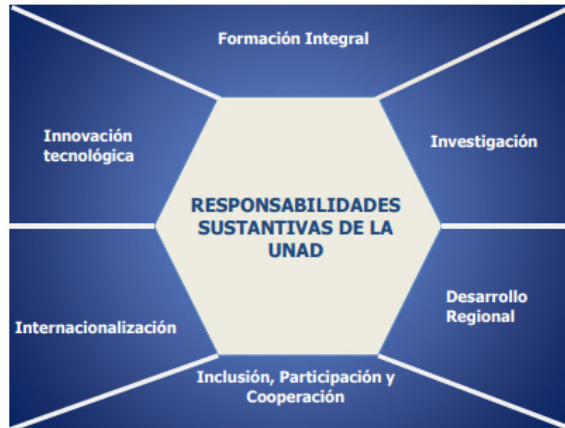 Formación Integral
Innovación
tecnológica
Investigación
RESPONSABILIDADES
SUSTANTIVAS DE LA
UNAD
Internacionalización
Desarrollo
Regional
Inclusión, Participación y
Cooperación